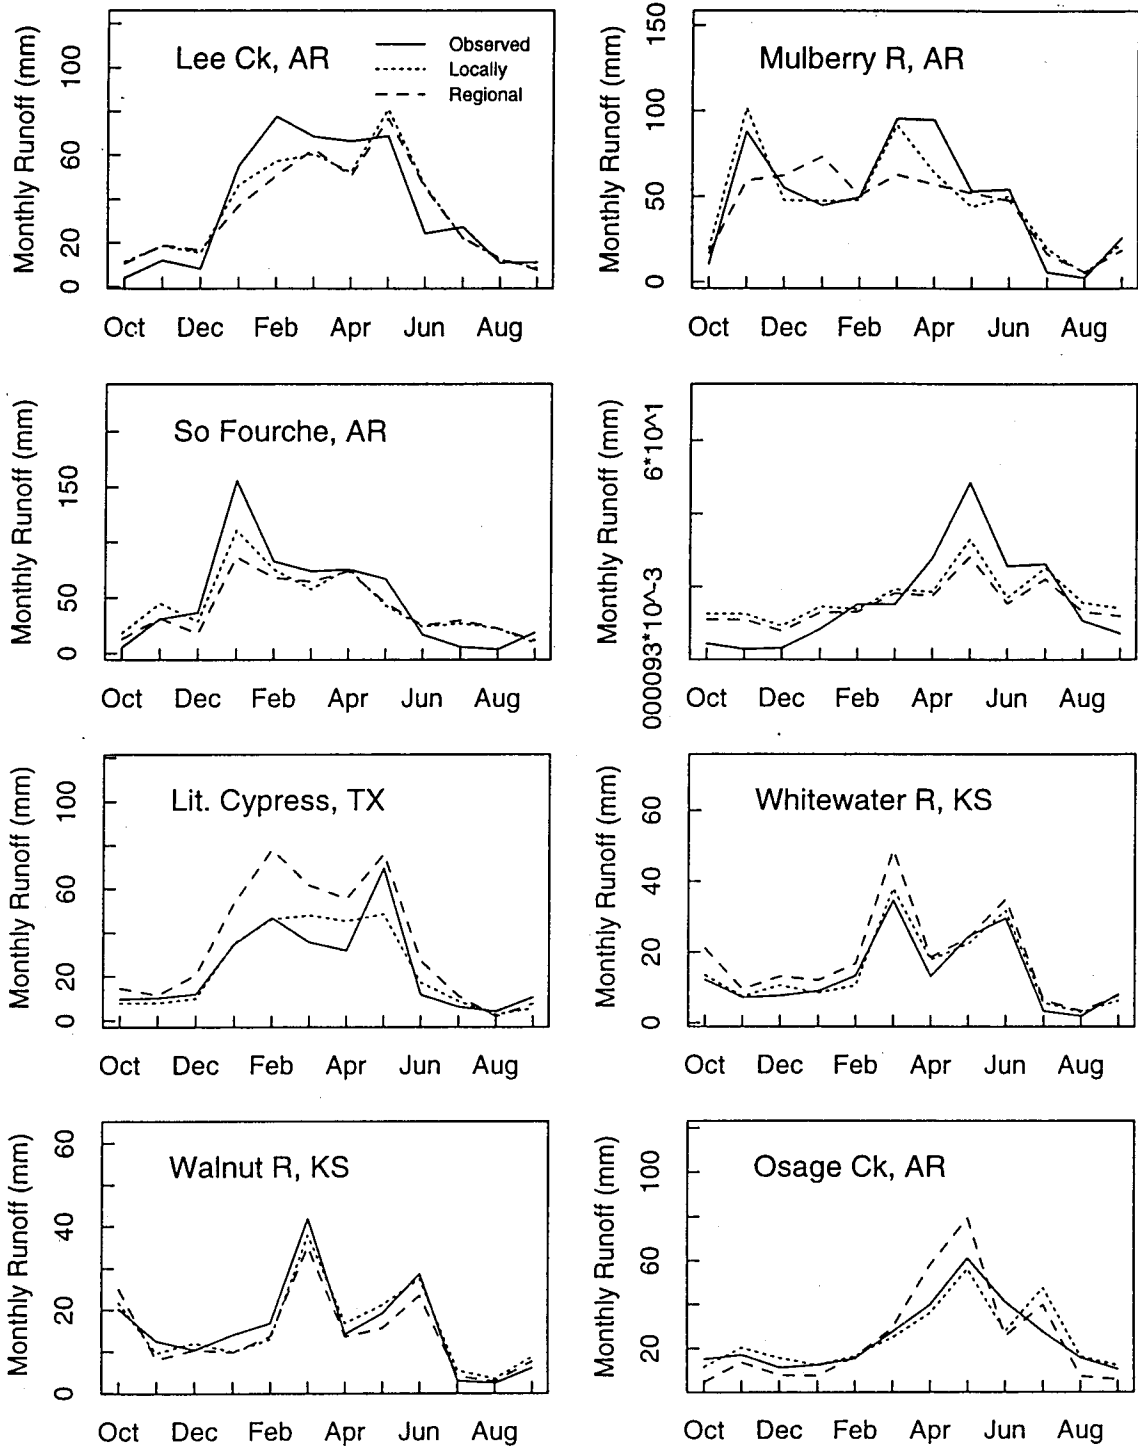 Monthly Runoff (mm)
0 20 60 100
Lee Ck, AR
Observed
Locally
Regional
Oct Dec Feb Apr Jun Aug
Monthly Runoff (mm)
0 50 100 150
Mulberry R, AR
Oct Dec Feb Apr Jun Aug
Monthly Runoff (mm)
0 50 150
So Fourche, AR
Oct Dec Feb Apr Jun Aug
Monthly Runoff (mm)
000093*10^-3 6*10^1
Oct Dec Feb Apr Jun Aug
Monthly Runoff (mm)
0 20 60 100
Lit. Cypress, TX
Oct Dec Feb Apr Jun Aug
Monthly Runoff (mm)
0 20 40 60
Whitewater R, KS
Oct Dec Feb Apr Jun Aug
Monthly Runoff (mm)
0 20 40 60
Walnut R, KS
Oct Dec Feb Apr Jun Aug
Monthly Runoff (mm)
20 60 100
Osage Ck, AR
Oct Dec Feb Apr Jun Aug